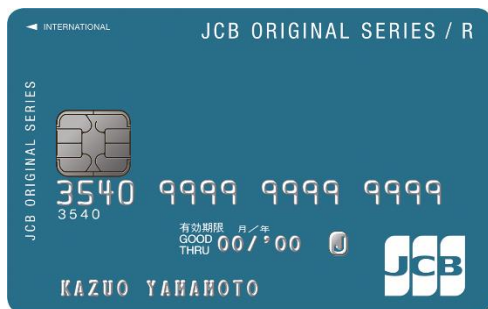 INTERNATIONAL
JCB ORIGINAL SERIES / R
JCB ORIGINAL SERIES
3540 9999 9999 9999
3540
有効期限 月/年
GOOD THRU 00/'00 J
KAZUO YAMAMOTO
JCB